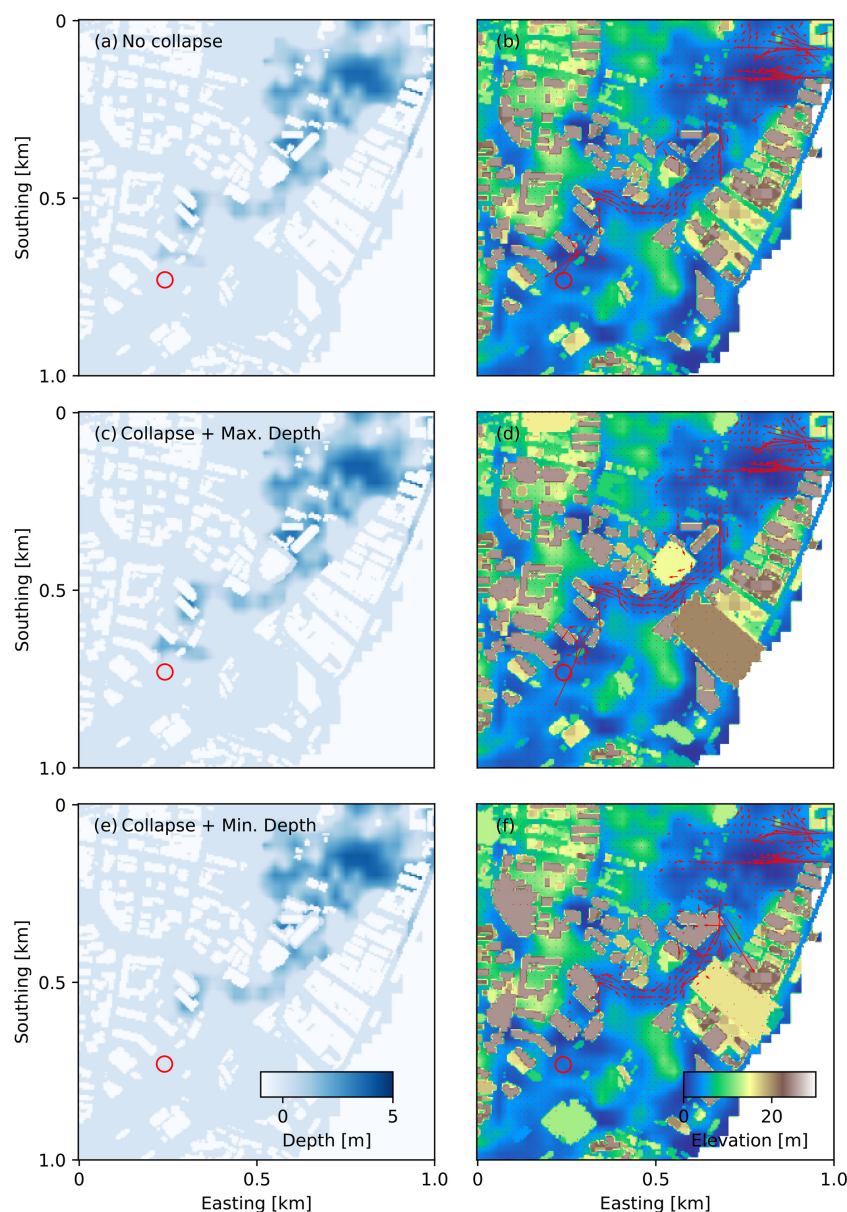 0
(a) No collapse
(b)
Southing [km]
0.5
1.0
0
(c) Collapse + Max. Depth
(d)
Southing [km]
0.5
1.0
0
(e) Collapse + Min. Depth
(f)
Southing [km]
0.5
0 5
Depth [m]
0 20
Elevation [m]
1.0
0 0.5 1.0
Easting [km]
0 0.5 1.0
Easting [km]